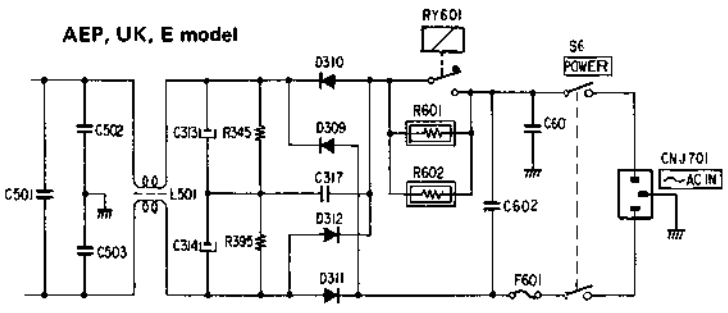 RY601
AEP, UK, E model
S6
POWER
D310
R601
C502
C313
R345
D309
C601
CNJ701
~AC IN
R602
C501
L501
C317
C602
D312
C503
C314
R395
D311
F601